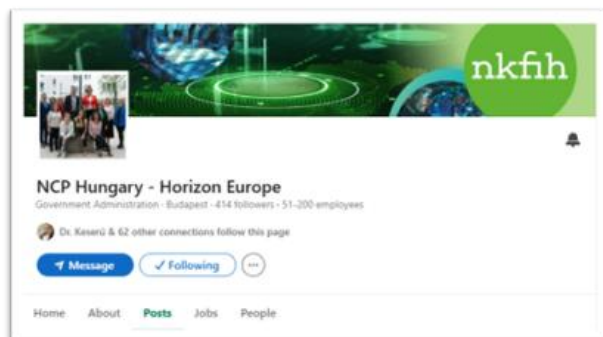 nkfih
NCP Hungary - Horizon Europe
Government Administration - Budapest - 414 followers - 51-200 employees
Dr. Keserű & 62 other connections follow this page
Message Following
Home About Posts Jobs People